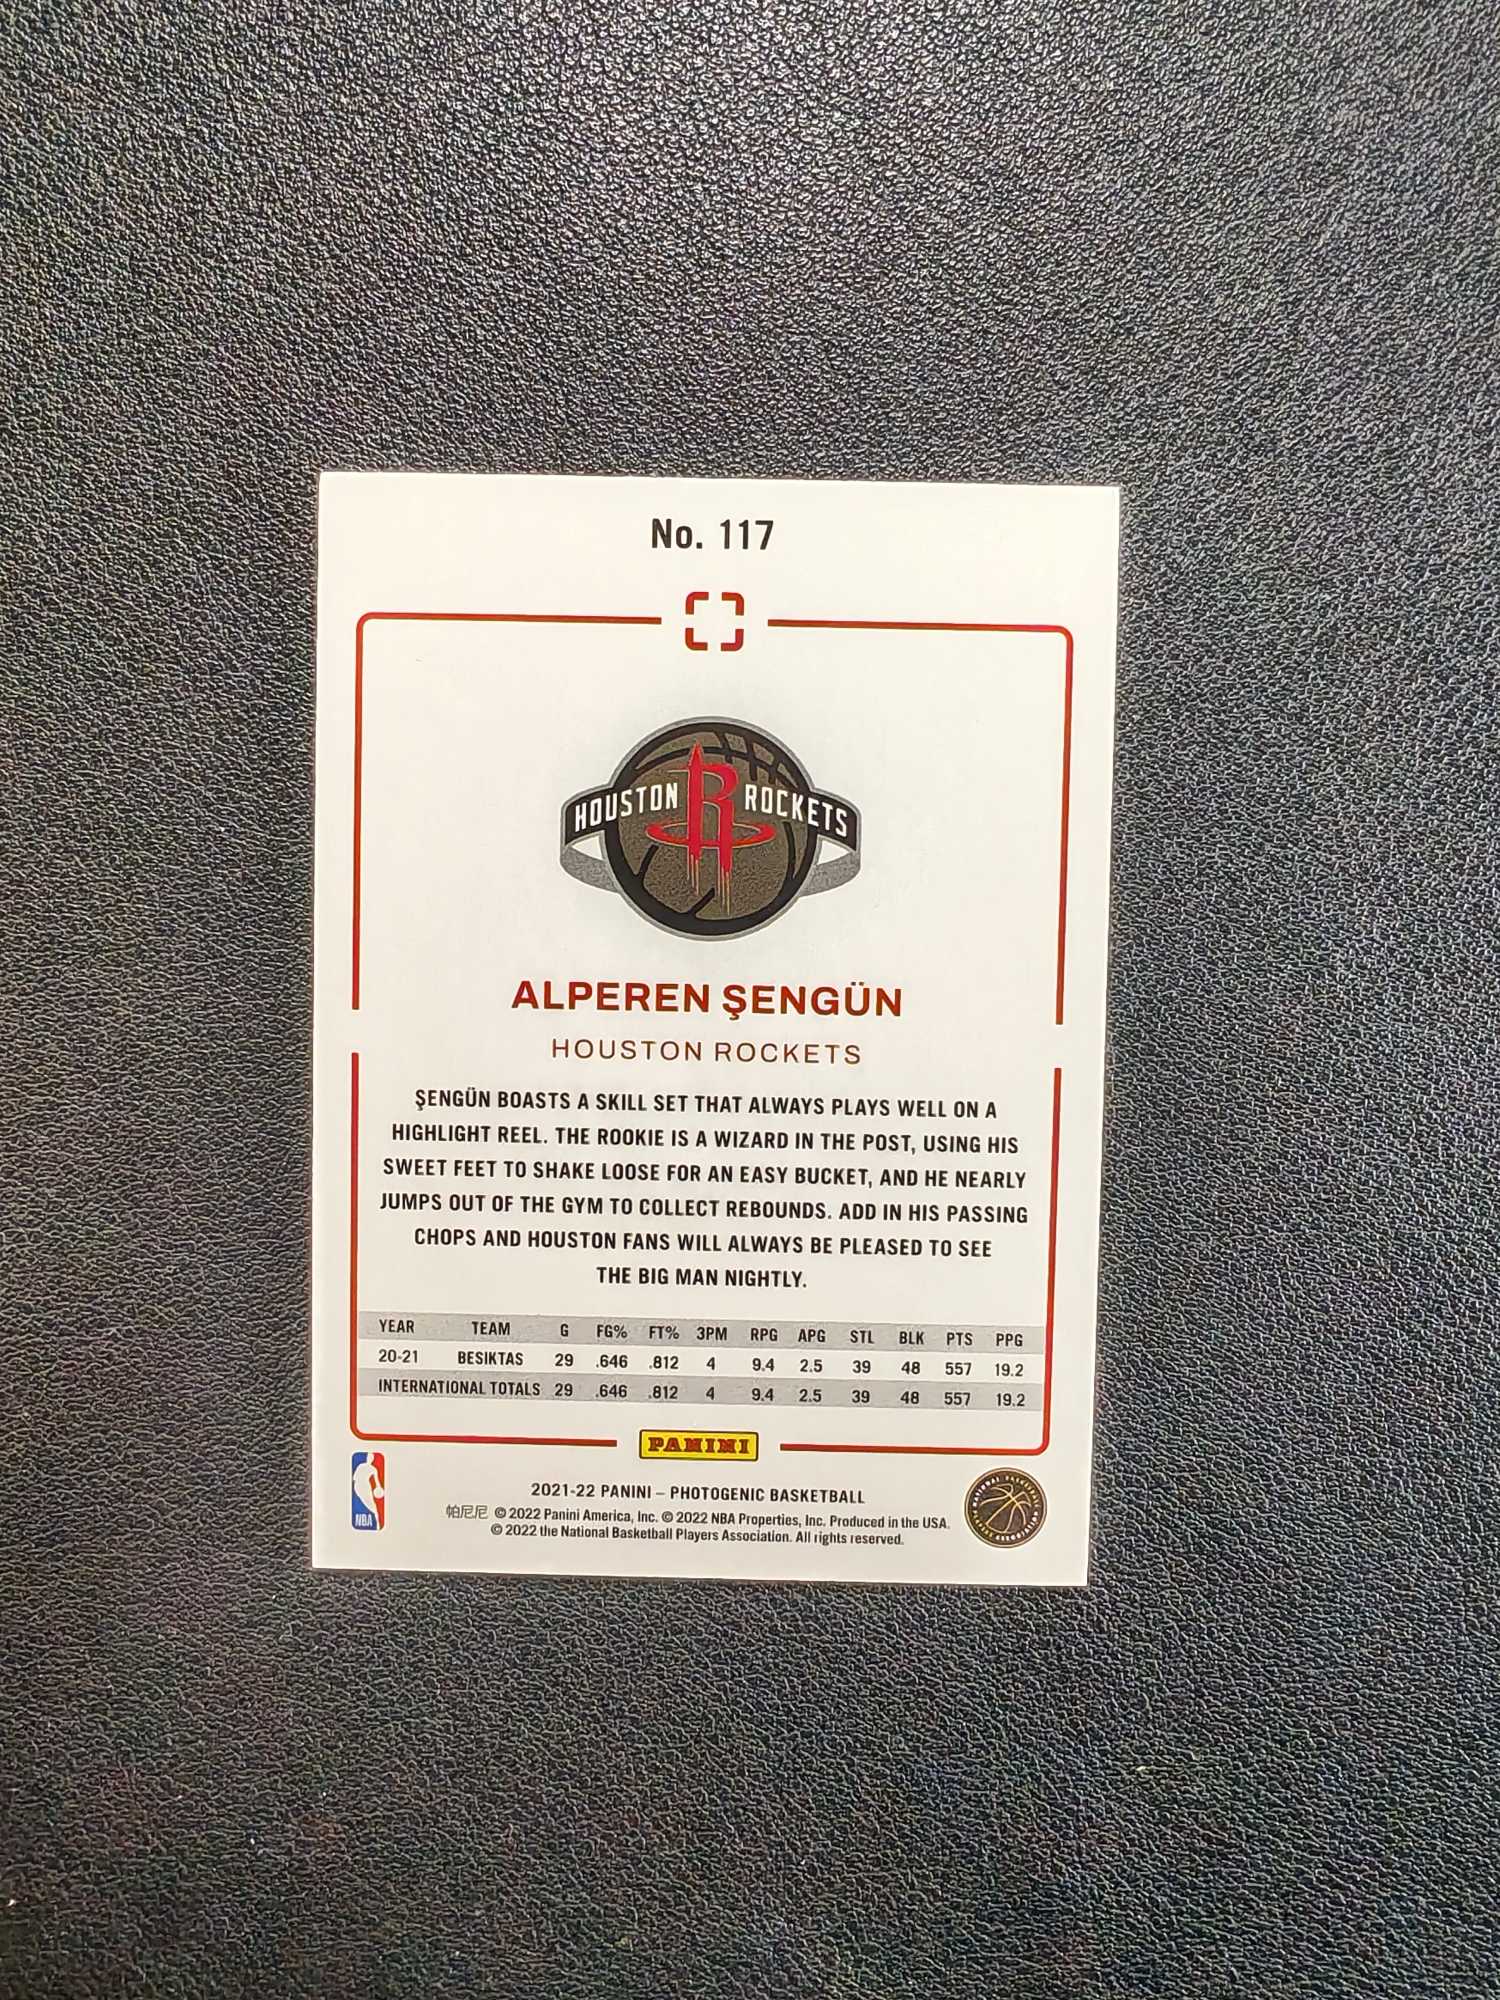 No. 117
HOUSTON ROCKETS
ALPEREN ŞENGÜN
HOUSTON ROCKETS
ŞENGÜN BOASTS A SKILL SET THAT ALWAYS PLAYS WELL ON A
HIGHLIGHT REEL. THE ROOKIE IS A WIZARD IN THE POST, USING HIS
SWEET FEET TO SHAKE LOOSE FOR AN EASY BUCKET, AND HE NEARLY
JUMPS OUT OF THE GYM TO COLLECT REBOUNDS. ADD IN HIS PASSING
CHOPS AND HOUSTON FANS WILL ALWAYS BE PLEASED TO SEE
THE BIG MAN NIGHTLY.
YEAR TEAM G FG% FT% 3PM RPG APG STL BLK PTS PPG
20-21 BESIKTAS 29 .646 .812 4 9.4 2.5 39 48 557 19.2
INTERNATIONAL TOTALS 29 .646 .812 4 9.4 2.5 39 48 557 19.2
PANINI
NBA
2021-22 PANINI – PHOTOGENIC BASKETBALL
帕尼尼 © 2022 Panini America, Inc. © 2022 NBA Properties, Inc. Produced in the USA.
© 2022 the National Basketball Players Association. All rights reserved.
NATIONAL BASKETBALL PLAYERS ASSOCIATION